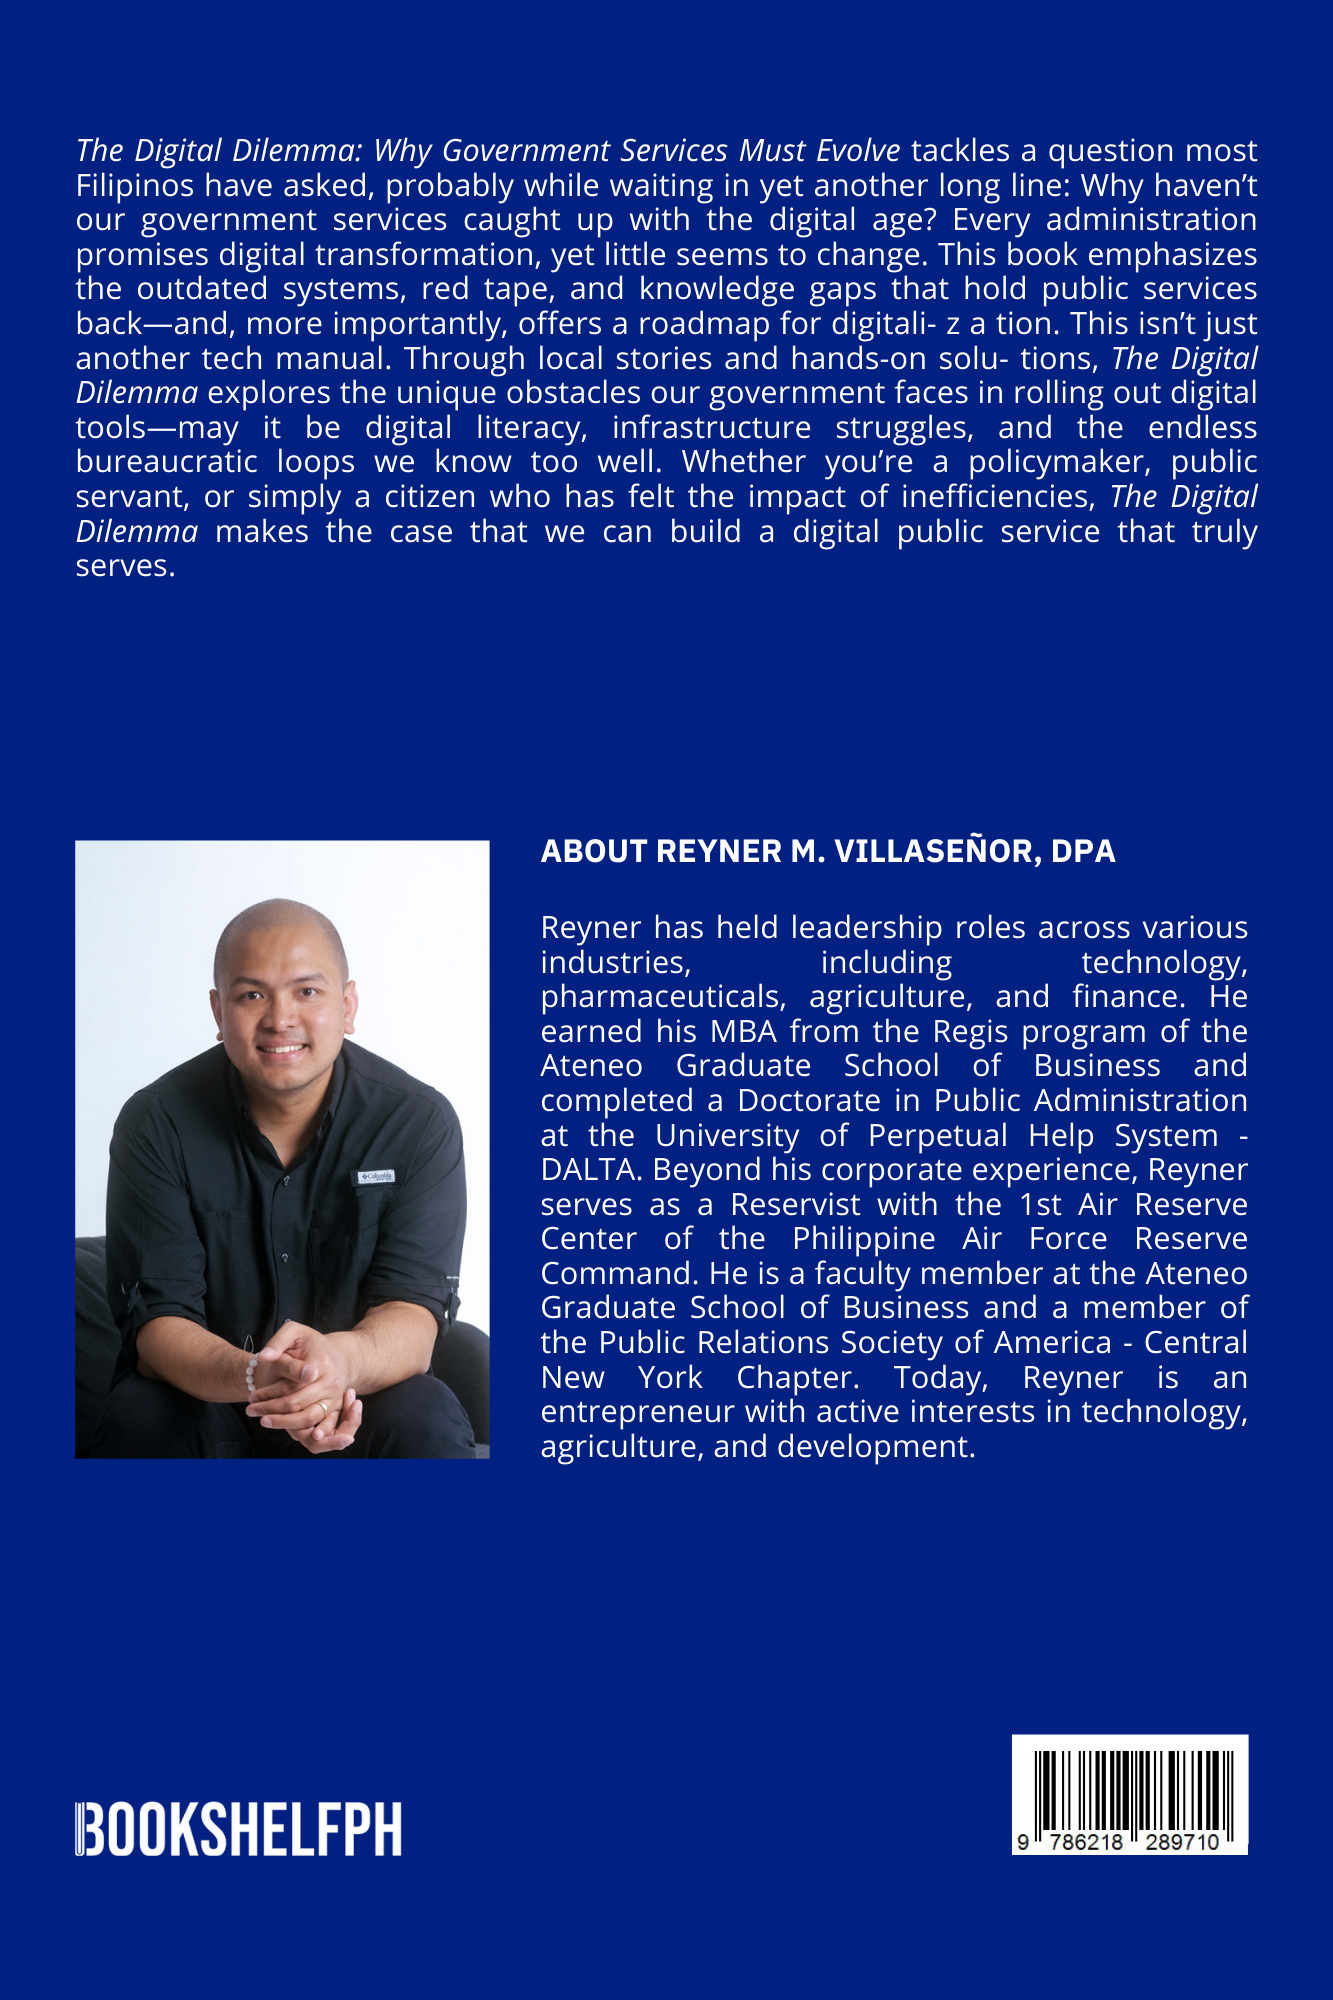 The Digital Dilemma: Why Government Services Must Evolve tackles a question most
Filipinos have asked, probably while waiting in yet another long line: Why haven’t
our government services caught up with the digital age? Every administration
promises digital transformation, yet little seems to change. This book emphasizes
the outdated systems, red tape, and knowledge gaps that hold public services
back—and, more importantly, offers a roadmap for digitali- z a tion. This isn’t just
another tech manual. Through local stories and hands-on solu- tions, The Digital
Dilemma explores the unique obstacles our government faces in rolling out digital
tools—may it be digital literacy, infrastructure struggles, and the endless
bureaucratic loops we know too well. Whether you’re a policymaker, public
servant, or simply a citizen who has felt the impact of inefficiencies, The Digital
Dilemma makes the case that we can build a digital public service that truly
serves.
ABOUT REYNER M. VILLASEÑOR, DPA
Reyner has held leadership roles across various
industries, including technology,
pharmaceuticals, agriculture, and finance. He
earned his MBA from the Regis program of the
Ateneo Graduate School of Business and
completed a Doctorate in Public Administration
at the University of Perpetual Help System -
DALTA. Beyond his corporate experience, Reyner
serves as a Reservist with the 1st Air Reserve
Center of the Philippine Air Force Reserve
Command. He is a faculty member at the Ateneo
Graduate School of Business and a member of
the Public Relations Society of America - Central
New York Chapter. Today, Reyner is an
entrepreneur with active interests in technology,
agriculture, and development.
Columbia
BOOKSHELFPH
9 786218 289710